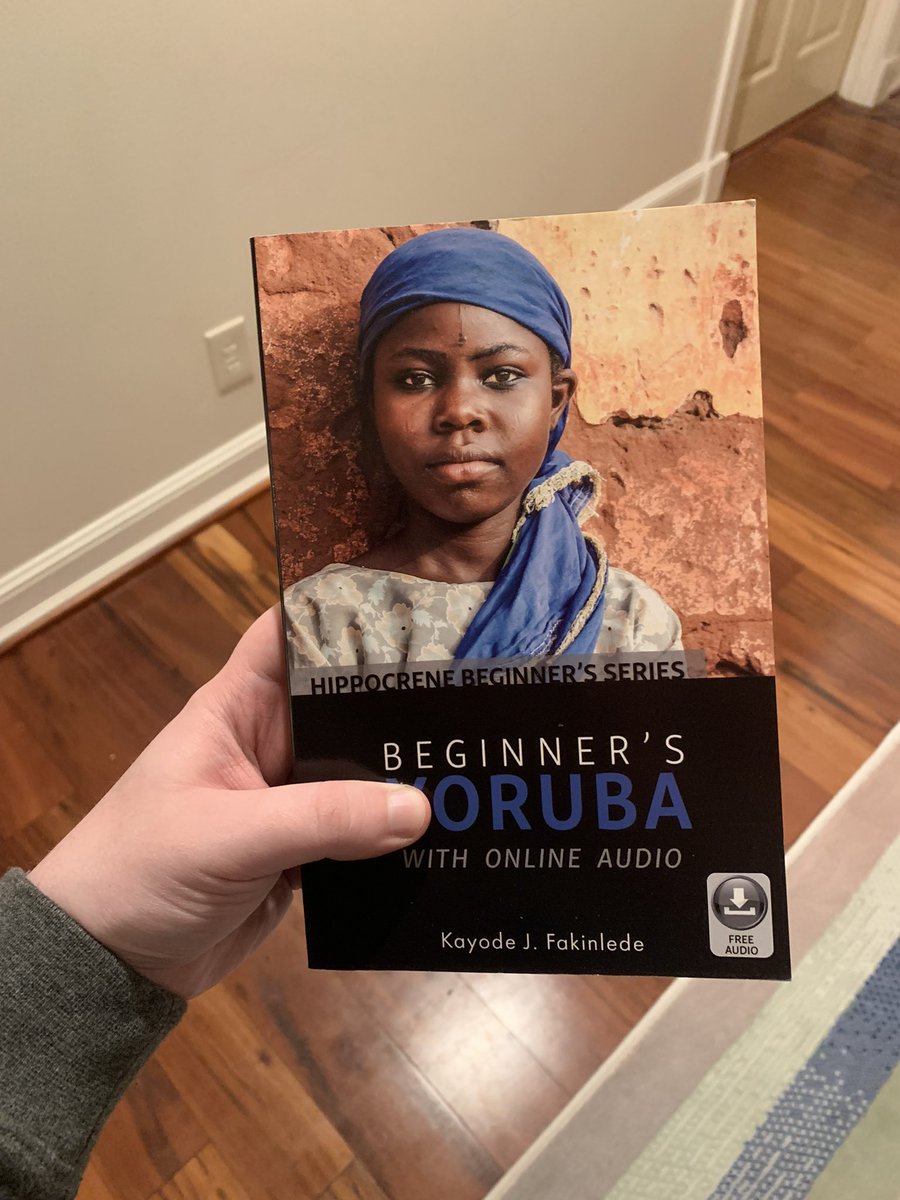 HIPPOCRENE BEGINNER'S SERIES
BEGINNER'S
YORUBA
WITH ONLINE AUDIO
Kayode J. Fakinlede
FREE
AUDIO